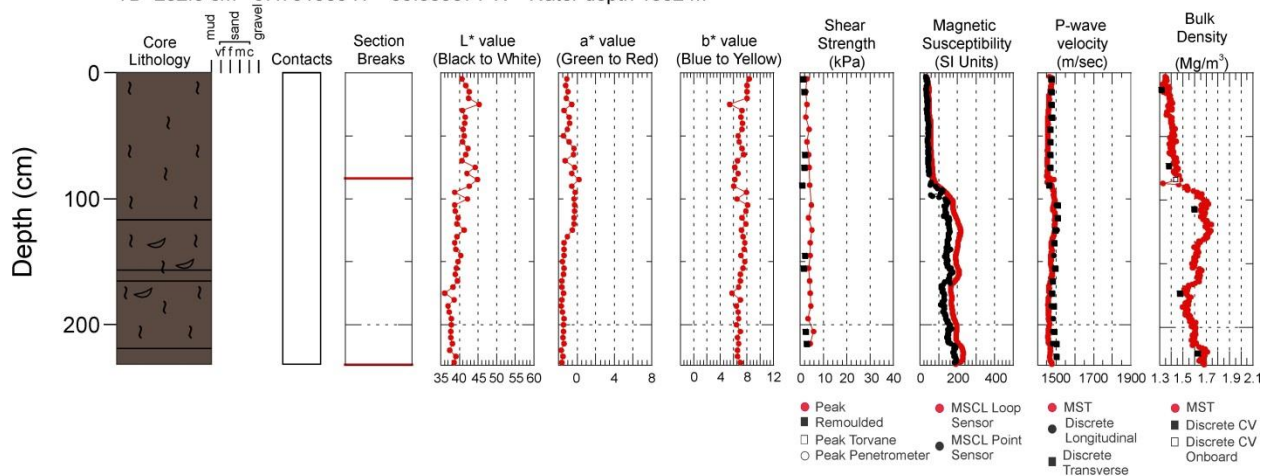 mud
vf f m c
sand
gravel
Core
Lithology
Contacts
Section
Breaks
L* value
(Black to White)
a* value
(Green to Red)
b* value
(Blue to Yellow)
Shear
Strength
(kPa)
Magnetic
Susceptibility
(SI Units)
P-wave
velocity
(m/sec)
Bulk
Density
(Mg/m³)
Depth (cm)
0
100
200
35 40 45 50 55 60
0 4 8
0 4 8 12
0 10 20 30 40
0 200 400
1500 1700 1900
1.3 1.5 1.7 1.9 2.1
Peak
Remoulded
Peak Torvane
Peak Penetrometer
MSCL Loop
Sensor
MSCL Point
Sensor
MST
Discrete
Longitudinal
Discrete
Transverse
MST
Discrete CV
Discrete CV
Onboard